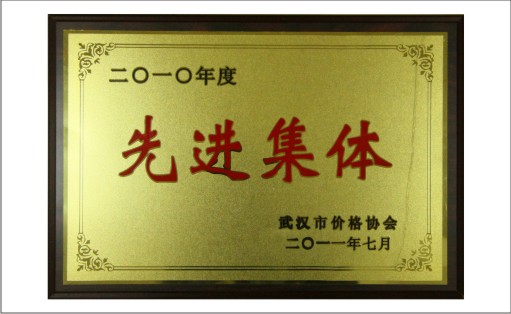 二〇一〇年度
先进集体
武汉市价格协会
二〇一一年七月